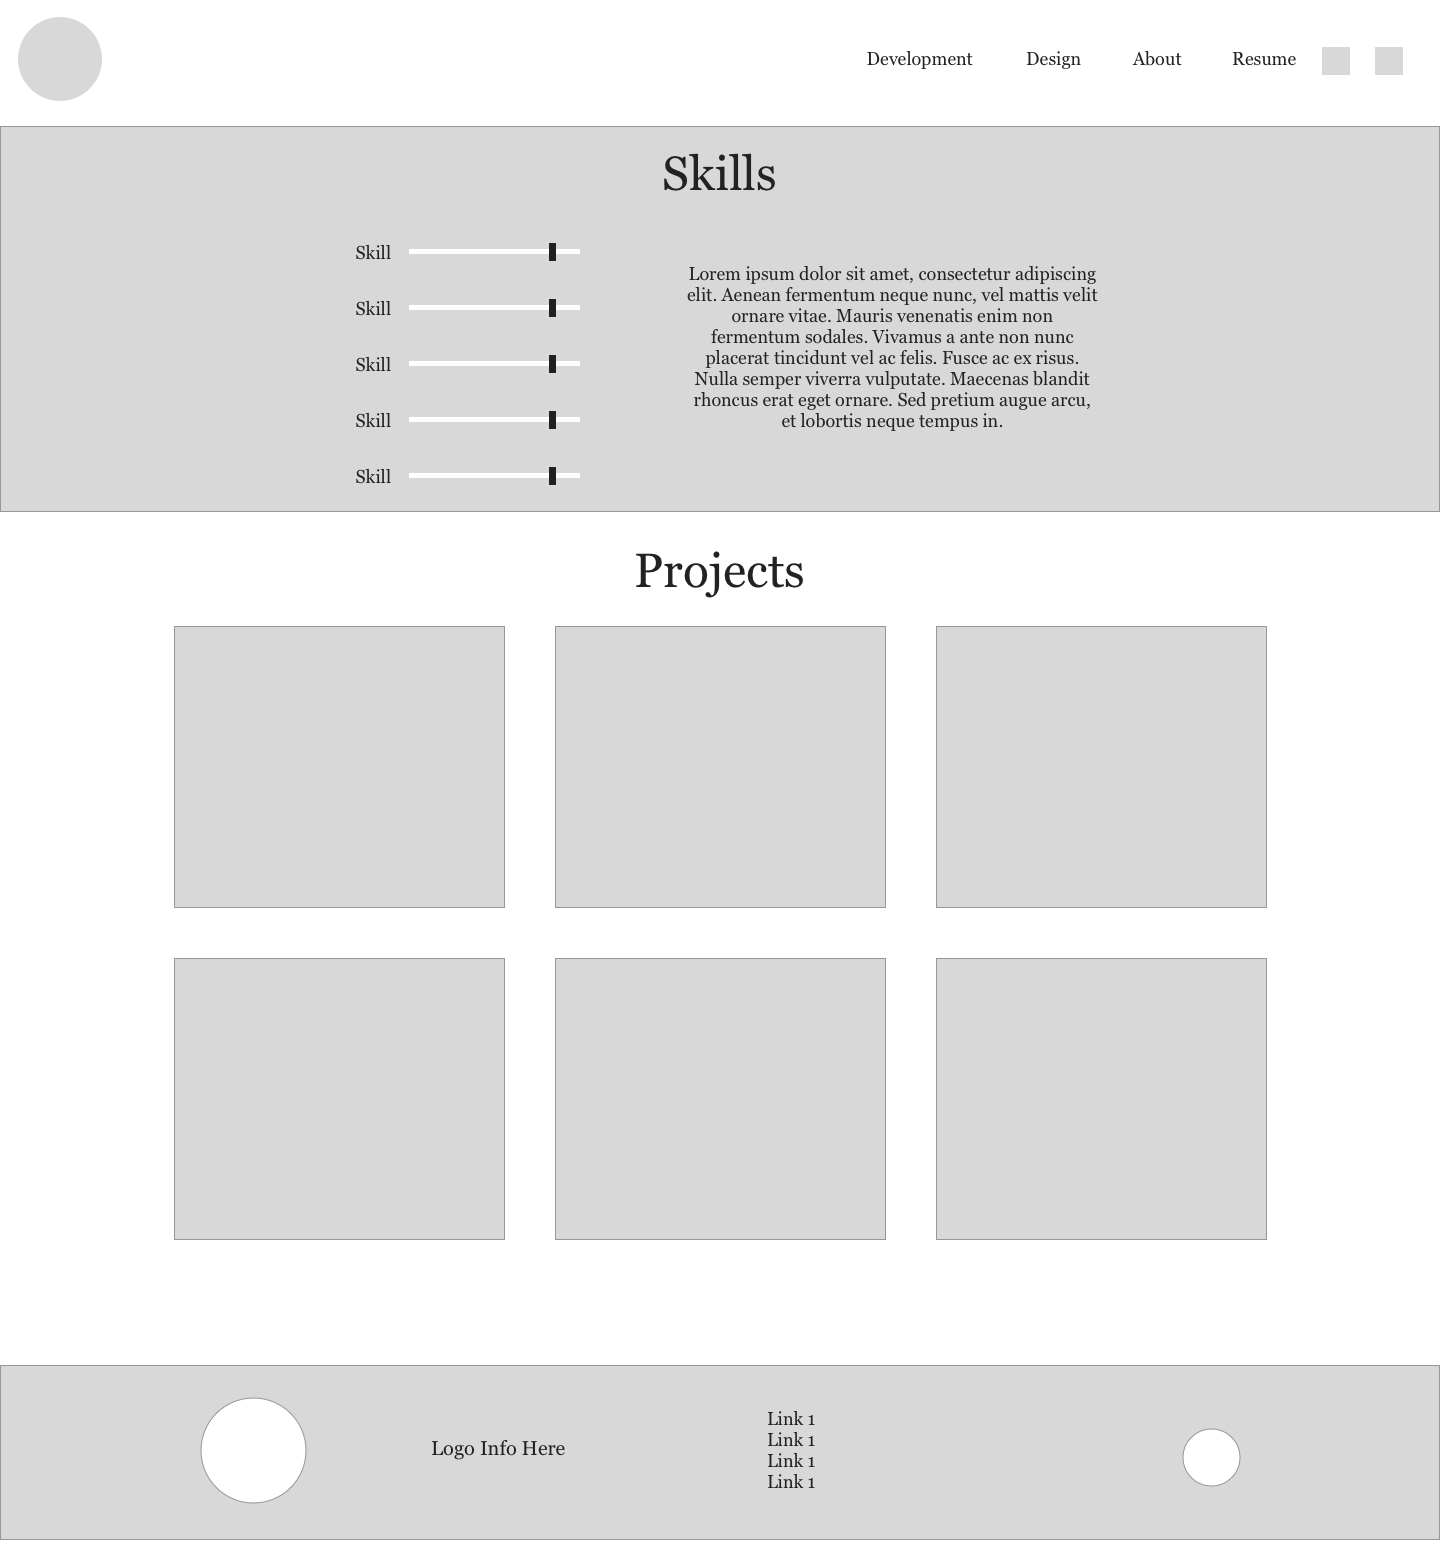 Development
Design
About
Resume
Skills
Skill
Skill
Skill
Skill
Skill
Lorem ipsum dolor sit amet, consectetur adipiscing
elit. Aenean fermentum neque nunc, vel mattis velit
ornare vitae. Mauris venenatis enim non
fermentum sodales. Vivamus a ante non nunc
placerat tincidunt vel ac felis. Fusce ac ex risus.
Nulla semper viverra vulputate. Maecenas blandit
rhoncus erat eget ornare. Sed pretium augue arcu,
et lobortis neque tempus in.
Projects
Logo Info Here
Link 1
Link 1
Link 1
Link 1